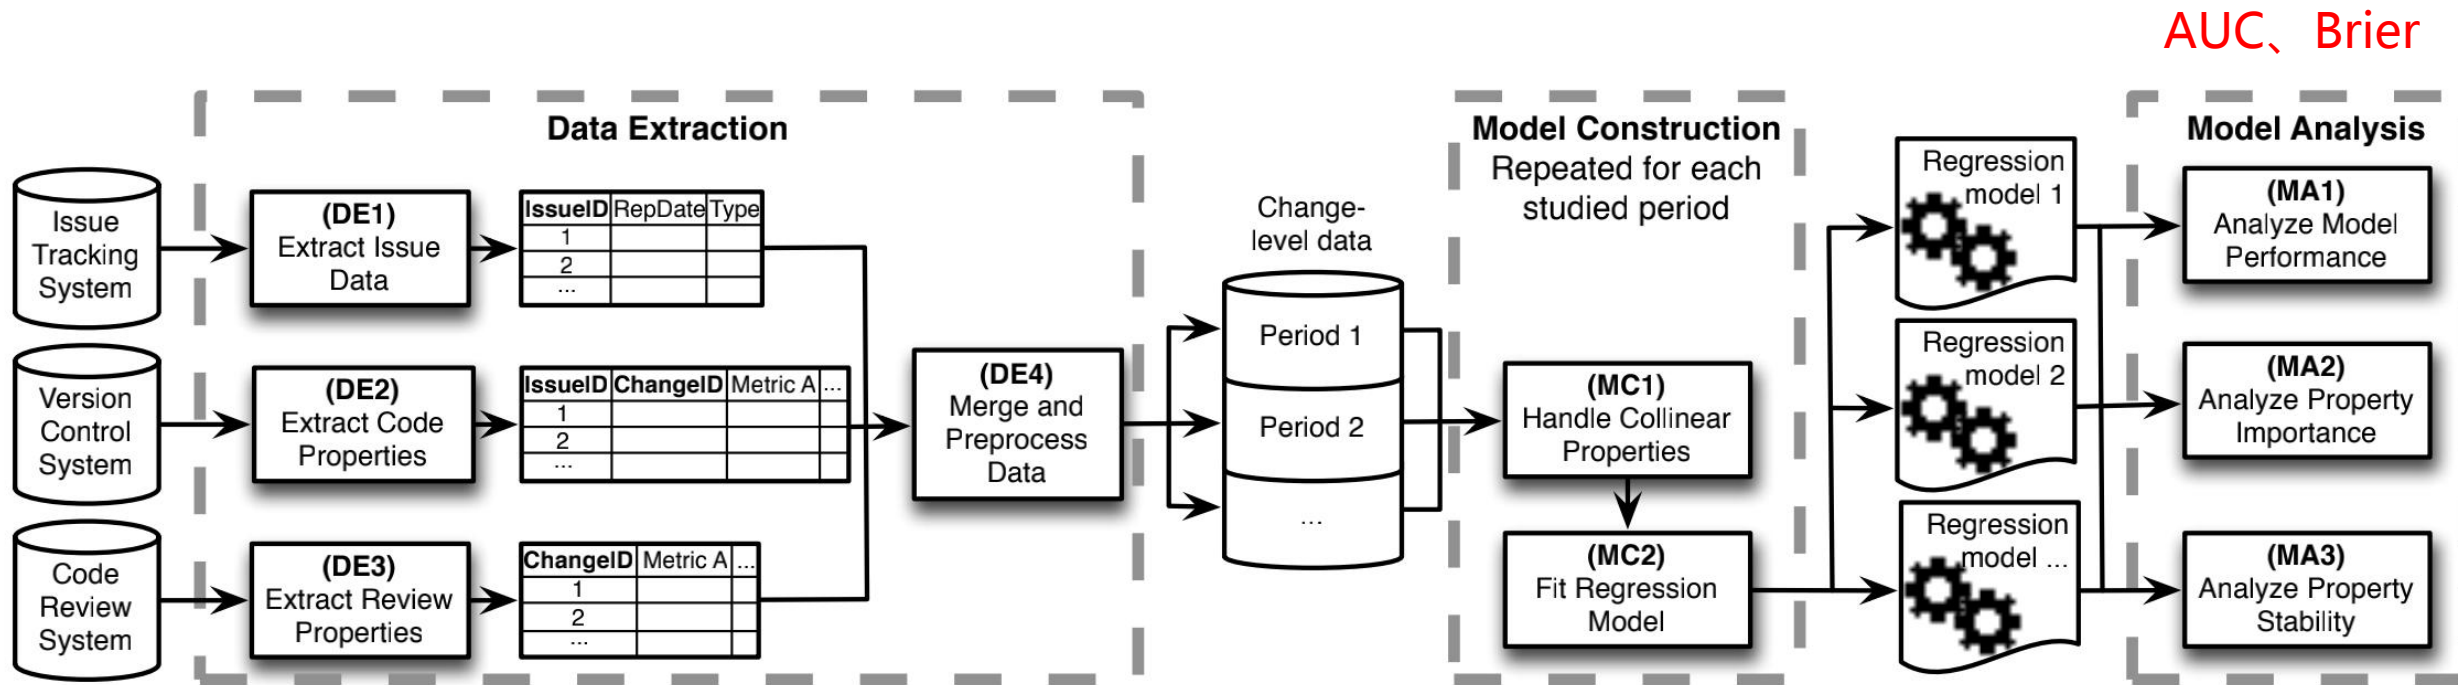 AUC、Brier
Data Extraction
Issue
Tracking
System
(DE1)
Extract Issue
Data
IssueID RepDate Type
1
2
...
Version
Control
System
(DE2)
Extract Code
Properties
IssueID ChangeID Metric A ...
1
2
...
Code
Review
System
(DE3)
Extract Review
Properties
ChangeID Metric A ...
1
2
...
(DE4)
Merge and
Preprocess
Data
Change-
level data
Period 1
Period 2
...
Model Construction
Repeated for each
studied period
(MC1)
Handle Collinear
Properties
(MC2)
Fit Regression
Model
Regression
model 1
Regression
model 2
Regression
model ...
Model Analysis
(MA1)
Analyze Model
Performance
(MA2)
Analyze Property
Importance
(MA3)
Analyze Property
Stability